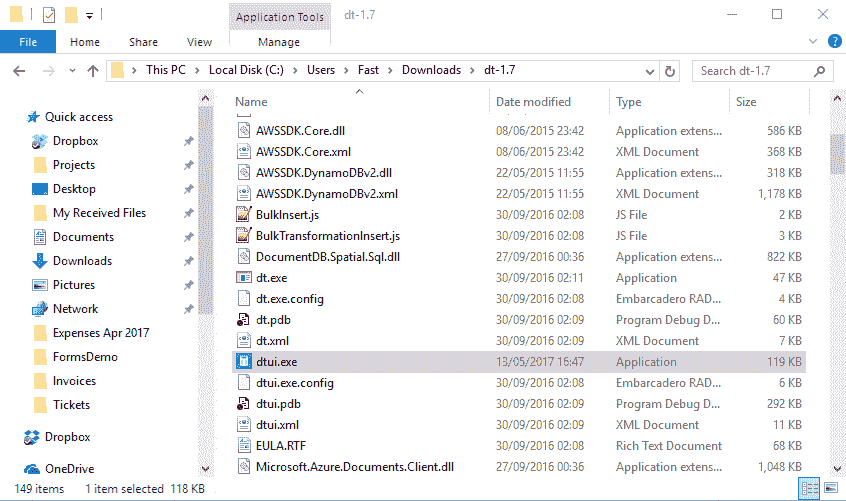 Application Tools dt-1.7
File Home Share View Manage
This PC Local Disk (C:) Users Fast Downloads dt-1.7 Search dt-1.7
Name Date modified Type Size
Quick access
Dropbox
Projects
Desktop
My Received Files
Documents
Downloads
Pictures
Network
Expenses Apr 2017
FormsDemo
Invoices
Tickets
Dropbox
OneDrive
AWSSDK.Core.dll 08/06/2015 23:42 Application extens... 586 KB
AWSSDK.Core.xml 08/06/2015 23:42 XML Document 368 KB
AWSSDK.DynamoDBv2.dll 22/05/2015 11:55 Application extens... 318 KB
AWSSDK.DynamoDBv2.xml 22/05/2015 11:55 XML Document 1,178 KB
BulkInsert.js 30/09/2016 02:08 JS File 2 KB
BulkTransformationInsert.js 30/09/2016 02:08 JS File 3 KB
DocumentDB.Spatial.Sql.dll 27/09/2016 00:36 Application extens... 822 KB
dt.exe 30/09/2016 02:11 Application 47 KB
dt.exe.config 30/09/2016 02:08 Embarcadero RAD... 4 KB
dt.pdb 30/09/2016 02:09 Program Debug D... 60 KB
dt.xml 30/09/2016 02:09 XML Document 7 KB
dtui.exe 16:47 Application 119 KB
dtui.exe.config 30/09/2016 02:08 Embarcadero RAD... 6 KB
dtui.pdb 30/09/2016 02:09 Program Debug D... 292 KB
dtui.xml 30/09/2016 02:09 XML Document 11 KB
EULA.RTF 30/09/2016 02:08 Rich Text Document 68 KB
Microsoft.Azure.Documents.Client.dll 27/09/2016 00:36 Application extens... 1,048 KB
149 items 1 item selected 118 KB